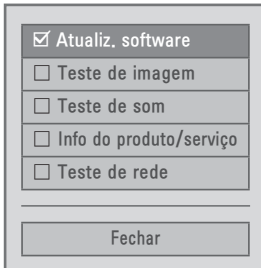 Atualiz. software
Teste de imagem
Teste de som
Info do produto/serviço
Teste de rede
Fechar